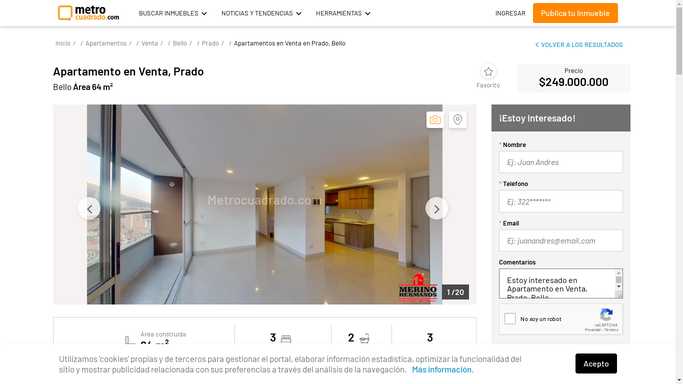 metro
cuadrado.com
BUSCAR INMUEBLES
NOTICIAS Y TENDENCIAS
HERRAMIENTAS
INGRESAR
Publica tu Inmueble
Inicio / / Apartamentos / / Venta / / Bello / / Prado / / Apartamentos en Venta en Prado, Bello
VOLVER A LOS RESULTADOS
Apartamento en Venta, Prado
Bello Área 64 m²
Favorito
Precio
$249.000.000
Metrocuadrado.com
MERINO
HERMANOS
1 / 20
¡Estoy Interesado!
* Nombre
Ej: Juan Andres
* Teléfono
Ej: 322*******
* Email
Ej: juanandres@email.com
Comentarios
Estoy interesado en
Apartamento en Venta,
Prado, Bello
No soy un robot
reCAPTCHA
Privacidad - Términos
Área construida
64 m²
3
2
3
Utilizamos 'cookies' propias y de terceros para gestionar el portal, elaborar información estadística, optimizar la funcionalidad del
sitio y mostrar publicidad relacionada con sus preferencias a través del análisis de la navegación. Más información.
Acepto